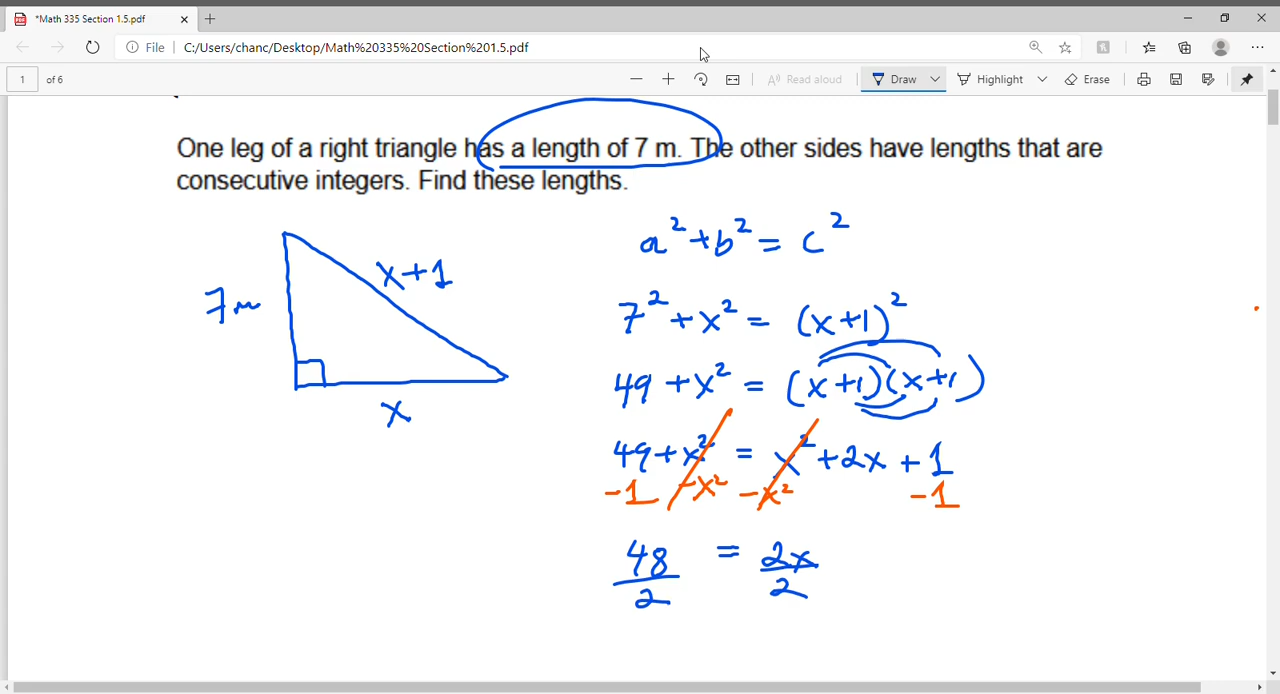 *Math 335 Section 1.5.pdf
File | C:/Users/chanc/Desktop/Math%20335%20Section%201.5.pdf
1 of 6
Read aloud Draw Highlight Erase
One leg of a right triangle has a length of 7 m. The other sides have lengths that are
consecutive integers. Find these lengths.
7m
x+1
x
a² + b² = c²
7² + x² = (x+1)²
49 + x² = (x+1)(x+1)
49 + x² = x² + 2x + 1
-1 -x² -x² -1
48 = 2x
2 2